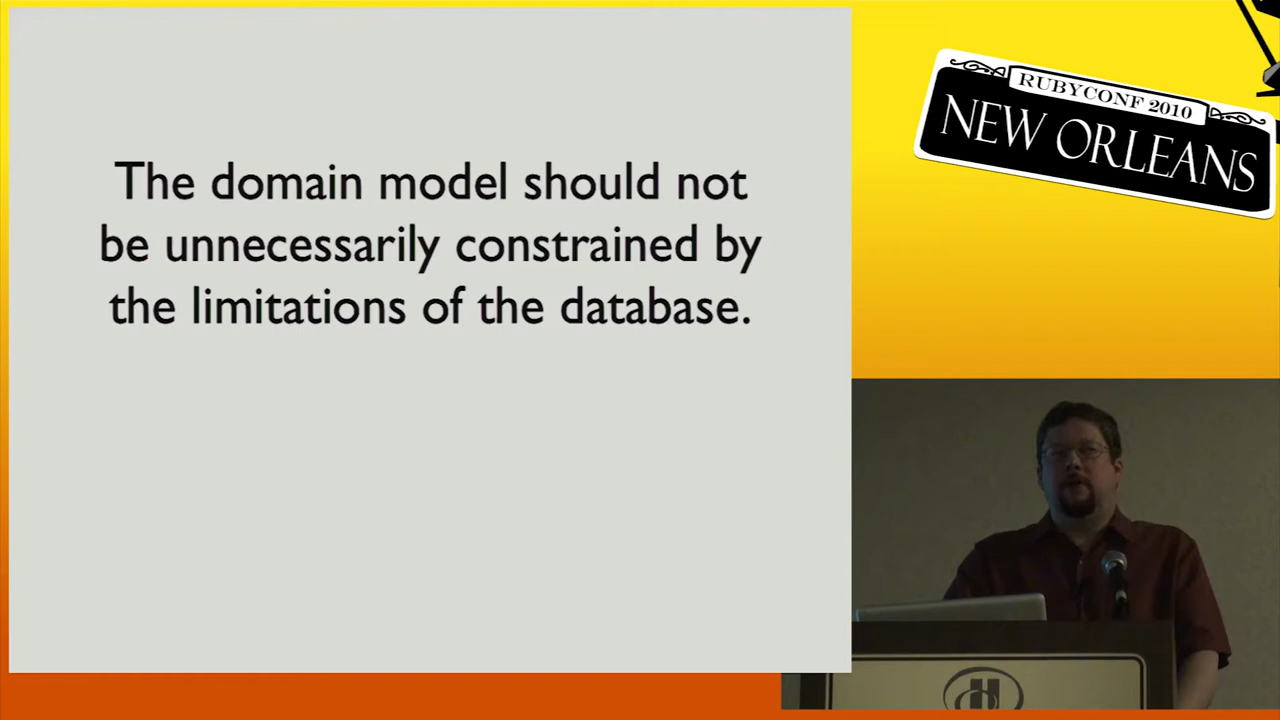 The domain model should not
be unnecessarily constrained by
the limitations of the database.
RUBYCONF 2010
NEW ORLEANS